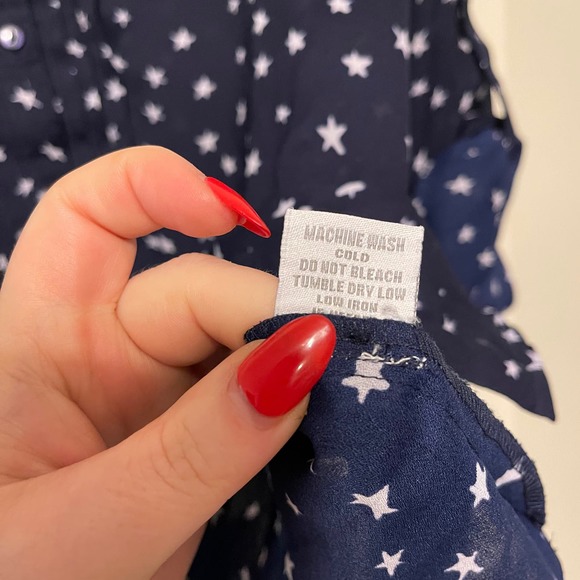 MACHINE WASH
COLD
DO NOT BLEACH
TUMBLE DRY LOW
LOW IRON